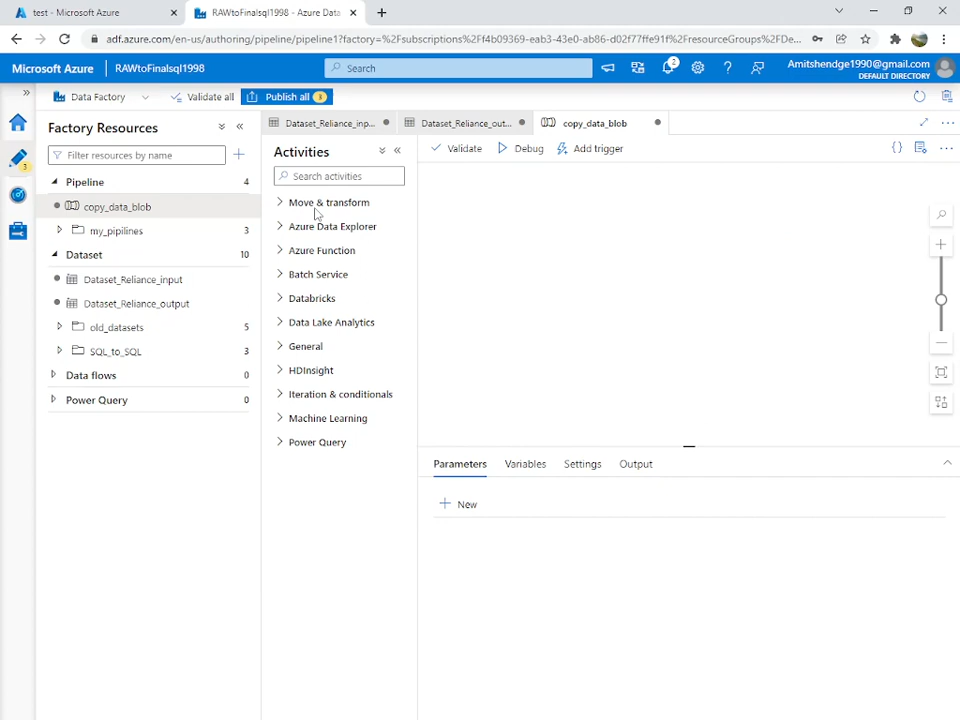 test - Microsoft Azure
RAWtoFinalsql1998 - Azure Data
adf.azure.com/en-us/authoring/pipeline/pipeline1?factory=%2Fsubscriptions%2Ff4b09369-eab3-43e0-ab86-d02f77ffe91f%2FresourceGroups%2FDe...
Microsoft Azure
RAWtoFinalsql1998
Search
2
Amitshendge1990@gmail.com
DEFAULT DIRECTORY
Data Factory
Validate all
Publish all 3
Factory Resources
Filter resources by name
Pipeline 4
copy_data_blob
my_pipilines 3
Dataset 10
Dataset_Reliance_input
Dataset_Reliance_output
old_datasets 5
SQL_to_SQL 3
Data flows 0
Power Query 0
3
Dataset_Reliance_inp...
Dataset_Reliance_out...
copy_data_blob
Activities
Search activities
Move & transform
Azure Data Explorer
Azure Function
Batch Service
Databricks
Data Lake Analytics
General
HDInsight
Iteration & conditionals
Machine Learning
Power Query
Validate
Debug
Add trigger
Parameters
Variables
Settings
Output
New